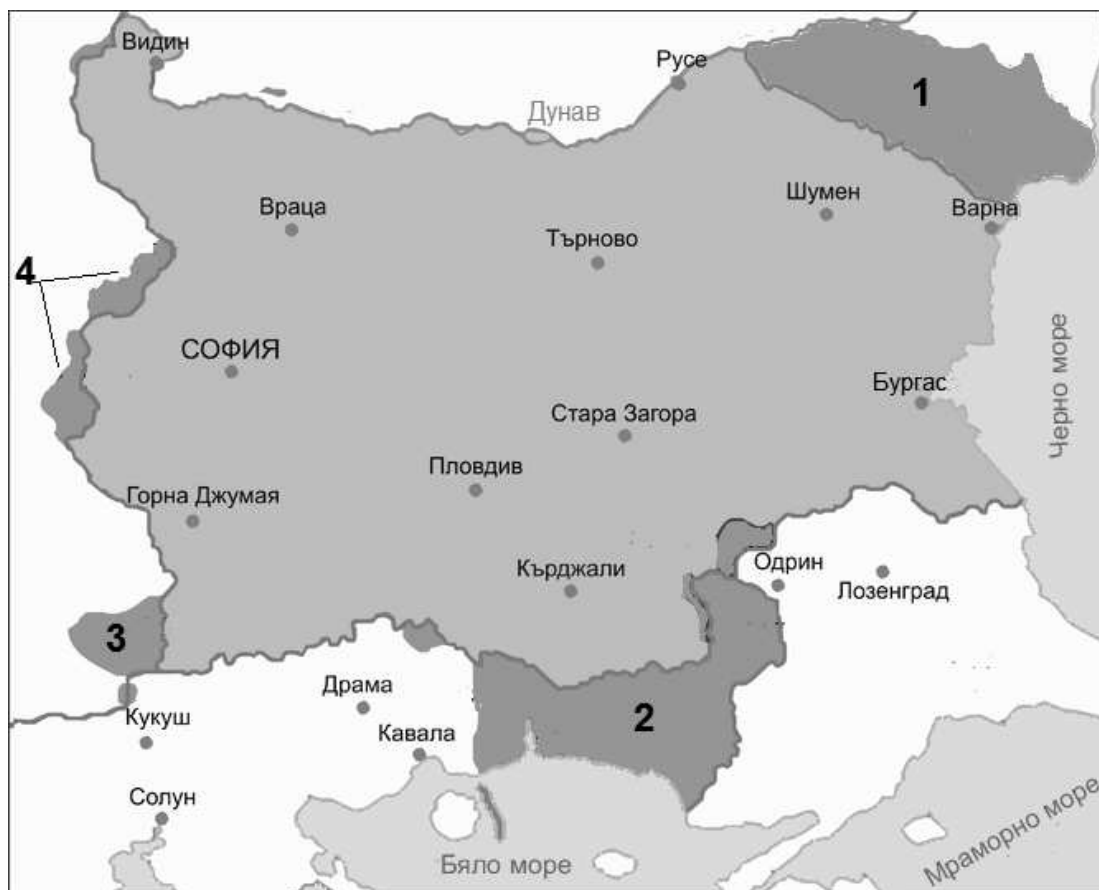 Видин
Русе
Дунав
1
Враца
Шумен
Варна
Търново
4
СОФИЯ
Черно море
Бургас
Стара Загора
Пловдив
Горна Джумая
Кърджали
Одрин
Лозенград
3
Драма
2
Кукуш
Кавала
Солун
Бяло море
Мраморно море